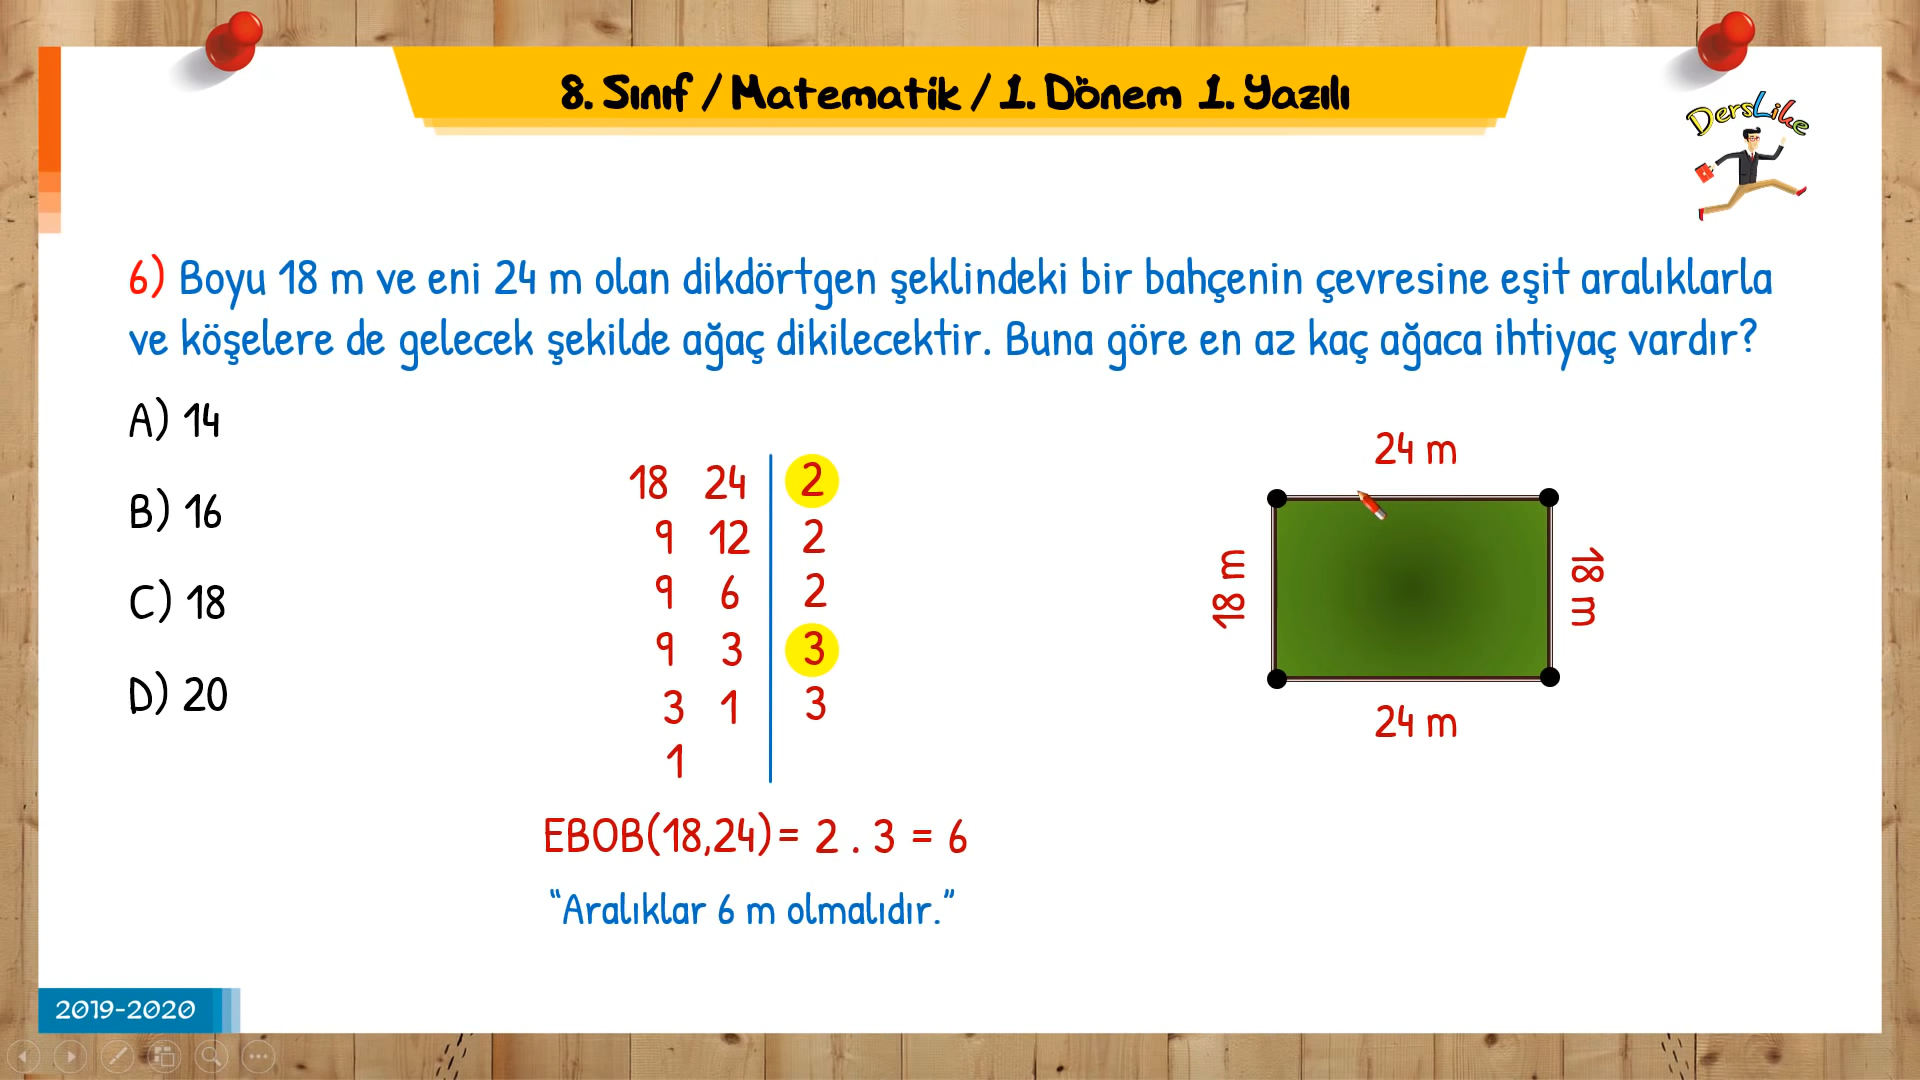 8. Sınıf / Matematik / 1. Dönem 1. Yazılı
DersLike
6) Boyu 18 m ve eni 24 m olan dikdörtgen şeklindeki bir bahçenin çevresine eşit aralıklarla
ve köşelere de gelecek şekilde ağaç dikilecektir. Buna göre en az kaç ağaca ihtiyaç vardır?
A) 14
B) 16
C) 18
D) 20
18 24 2
9 12 2
9 6 2
9 3 3
3 1 3
1
EBOB(18,24)= 2 . 3 = 6
“Aralıklar 6 m olmalıdır.”
24 m
18 m
18 m
24 m
2019-2020